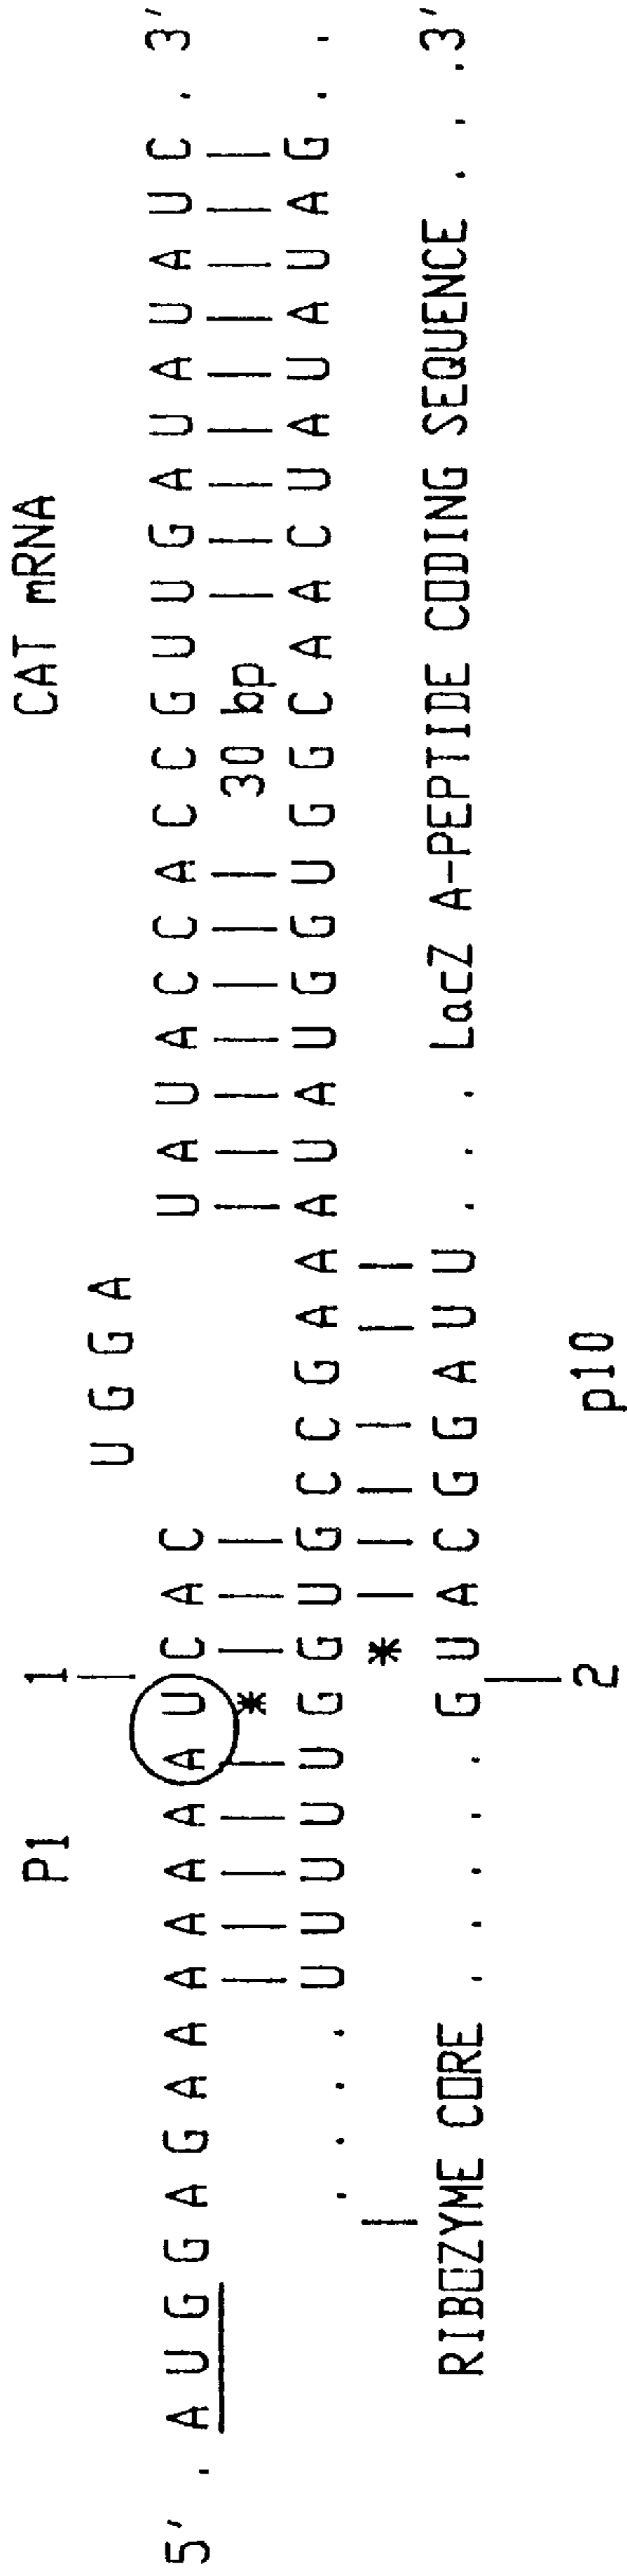 CAT mRNA
P1 1 U G G A
5' . A U G G A G A A A A A A A U C A C U A U A C C A C C G U U G A U A U A U C . 3'
* 30 bp
. . . . U U U U U G G U G C C G A A A U A U G G U G G C A A C U A U A U A G . .
*
RIBOZYME CORE . . . . . G U A C G G A U U . . . LacZ A-PEPTIDE CODING SEQUENCE . . .3'
2 p10